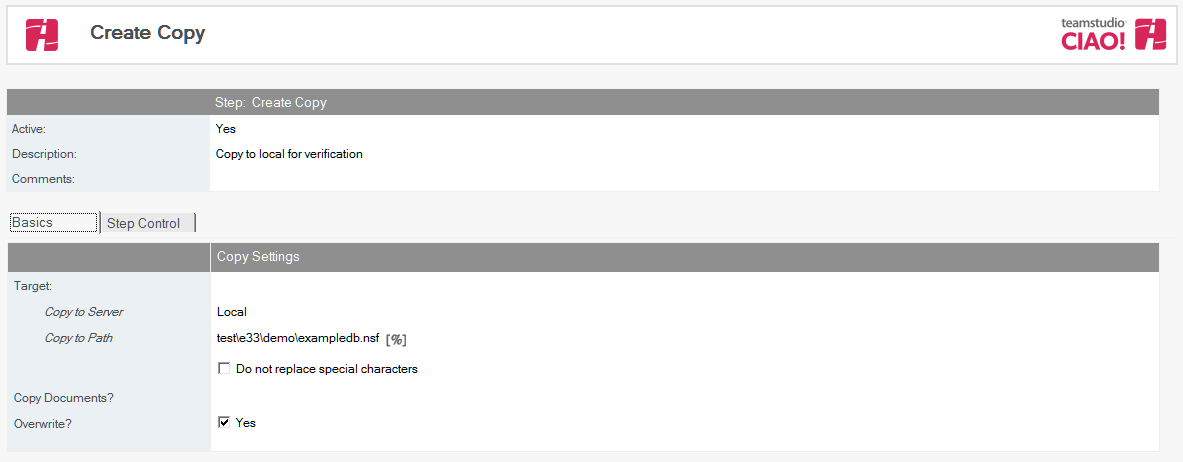 Create Copy
teamstudio
CIAO!
Step: Create Copy
Active: Yes
Description: Copy to local for verification
Comments:
Basics Step Control
Copy Settings
Target:
Copy to Server Local
Copy to Path test\e33\demo\exampledb.nsf [%]
Do not replace special characters
Copy Documents?
Overwrite? Yes